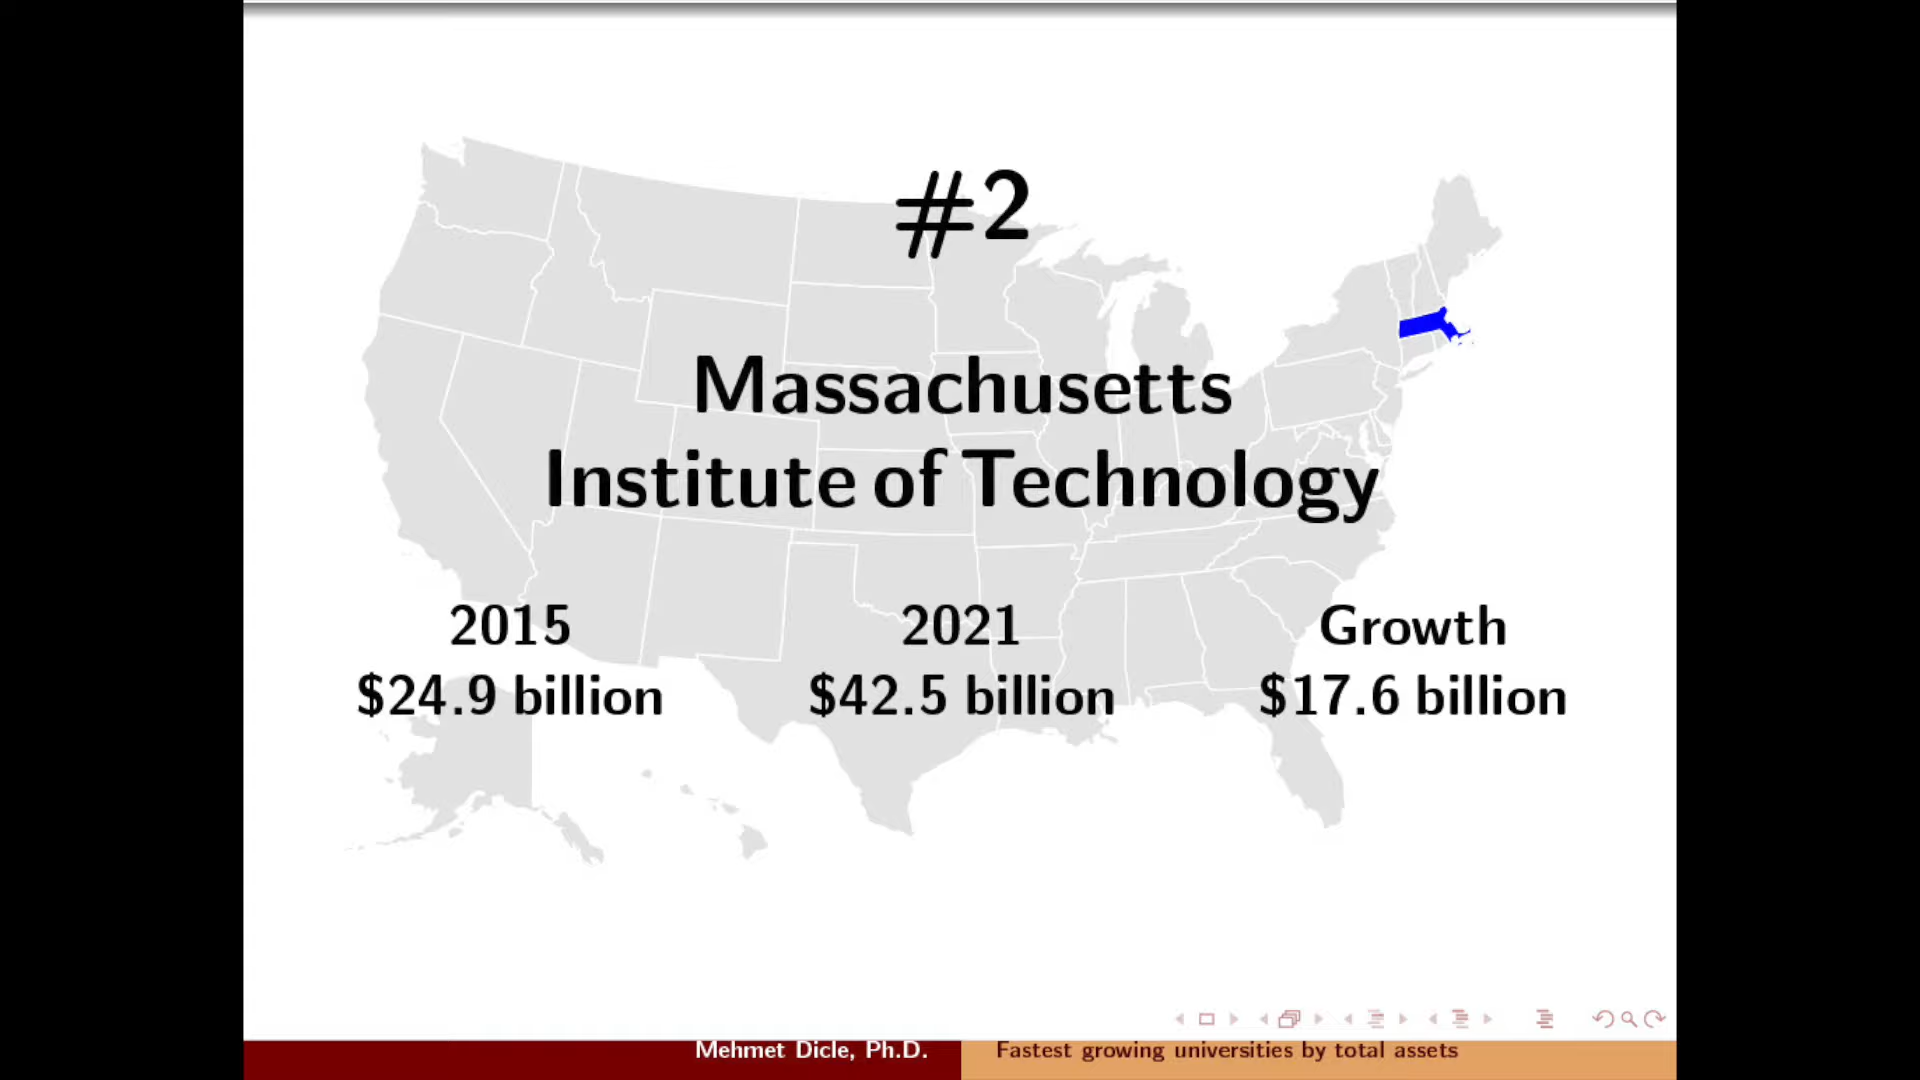 #2
Massachusetts
Institute of Technology
2015 2021 Growth
$24.9 billion $42.5 billion $17.6 billion
Mehmet Dicle, Ph.D. Fastest growing universities by total assets